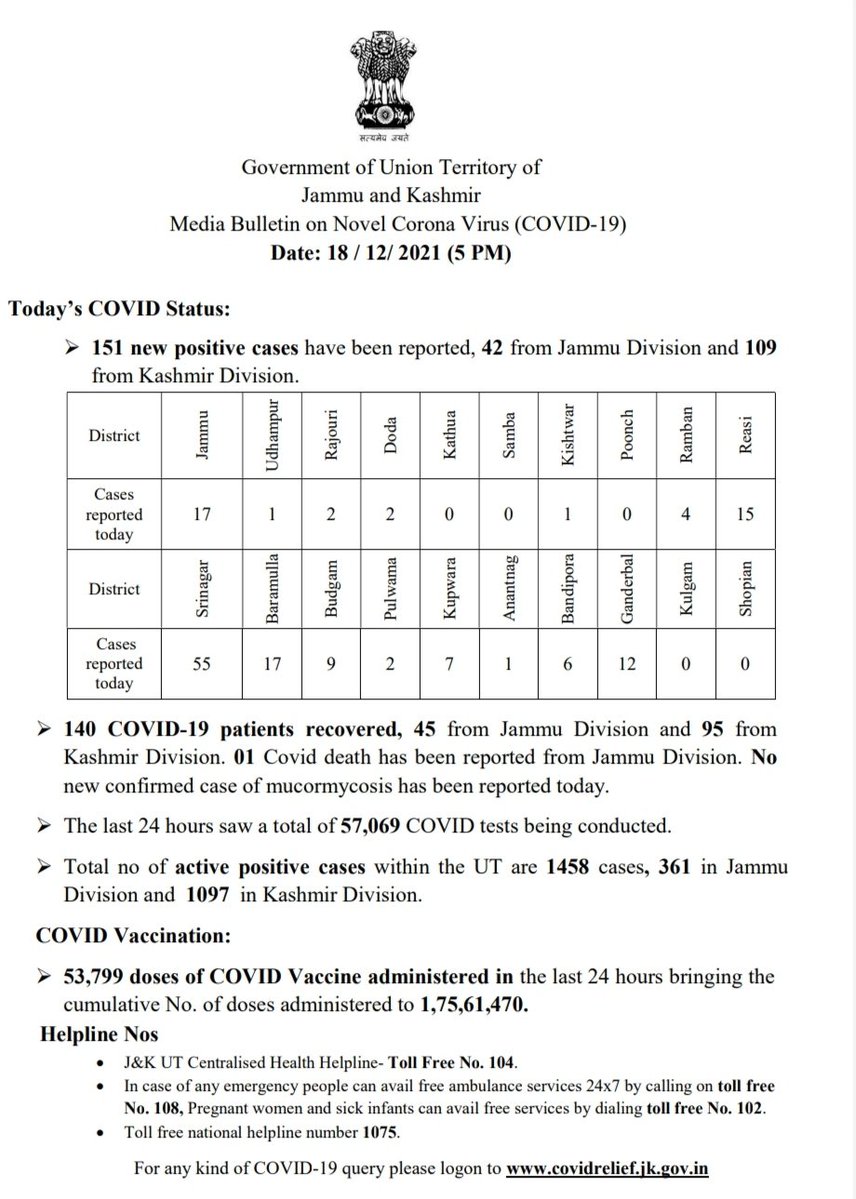 सत्यमेव जयते
Government of Union Territory of
Jammu and Kashmir
Media Bulletin on Novel Corona Virus (COVID-19)
Date: 18 / 12/ 2021 (5 PM)
Today’s COVID Status:
➢ 151 new positive cases have been reported, 42 from Jammu Division and 109
from Kashmir Division.
District Jammu Udhampur Rajouri Doda Kathua Samba Kishtwar Poonch Ramban Reasi
Cases
reported
today 17 1 2 2 0 0 1 0 4 15
District Srinagar Baramulla Budgam Pulwama Kupwara Anantnag Bandipora Ganderbal Kulgam Shopian
Cases
reported
today 55 17 9 2 7 1 6 12 0 0
➢ 140 COVID-19 patients recovered, 45 from Jammu Division and 95 from
Kashmir Division. 01 Covid death has been reported from Jammu Division. No
new confirmed case of mucormycosis has been reported today.
➢ The last 24 hours saw a total of 57,069 COVID tests being conducted.
➢ Total no of active positive cases within the UT are 1458 cases, 361 in Jammu
Division and 1097 in Kashmir Division.
COVID Vaccination:
➢ 53,799 doses of COVID Vaccine administered in the last 24 hours bringing the
cumulative No. of doses administered to 1,75,61,470.
Helpline Nos
• J&K UT Centralised Health Helpline- Toll Free No. 104.
• In case of any emergency people can avail free ambulance services 24x7 by calling on toll free
No. 108, Pregnant women and sick infants can avail free services by dialing toll free No. 102.
• Toll free national helpline number 1075.
For any kind of COVID-19 query please logon to www.covidrelief.jk.gov.in